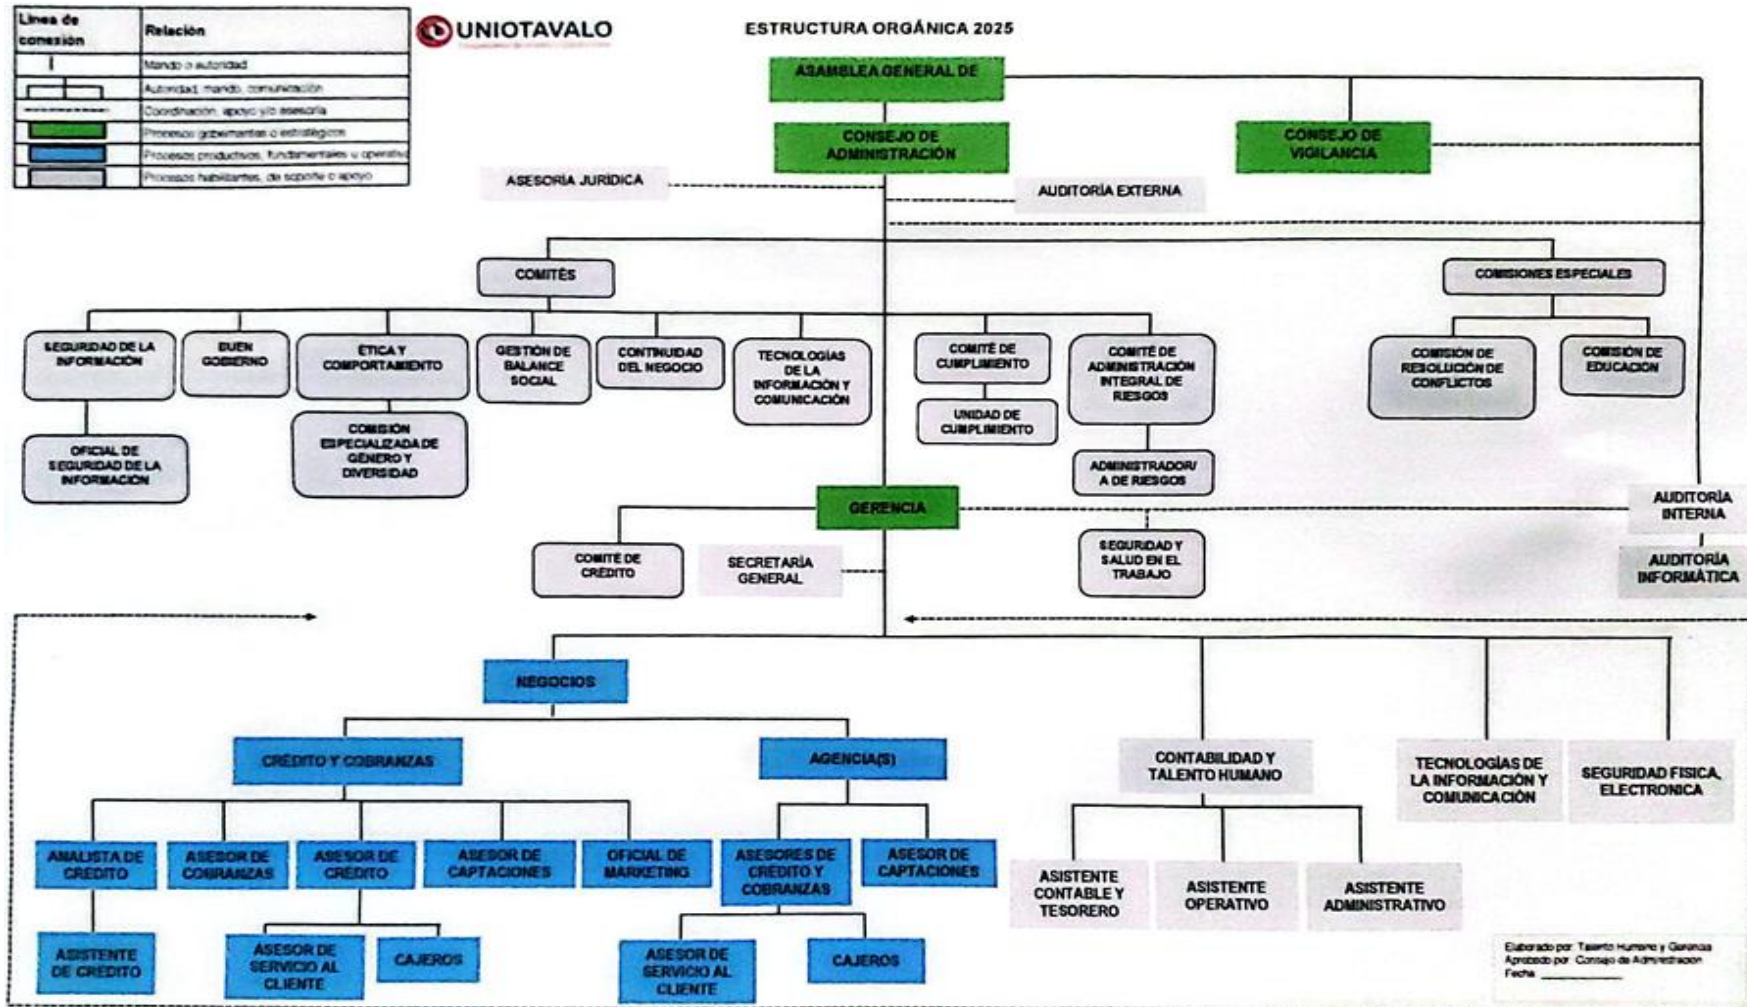 Línea de
conexión
Relación
Mando o autoridad
Autoridad, mando, comunicación
Coordinación, apoyo y/o asesoría
Procesos gobernantes o estratégicos
Procesos productivos, fundamentales u operativo
Procesos habilitantes, de soporte o apoyo
UNIOTAVALO
ESTRUCTURA ORGÁNICA 2025
ASAMBLEA GENERAL DE
CONSEJO DE
ADMINISTRACIÓN
CONSEJO DE
VIGILANCIA
ASESORÍA JURÍDICA
AUDITORÍA EXTERNA
COMITÉS
COMISIONES ESPECIALES
SEGURIDAD DE LA
INFORMACIÓN
BUEN
GOBIERNO
ETICA Y
COMPORTAMIENTO
GESTIÓN DE
BALANCE
SOCIAL
CONTINUIDAD
DEL NEGOCIO
TECNOLOGÍAS
DE LA
INFORMACIÓN Y
COMUNICACIÓN
COMITÉ DE
CUMPLIMIENTO
COMITÉ DE
ADMINISTRACIÓN
INTEGRAL DE
RIESGOS
COMISIÓN DE
RESOLUCIÓN DE
CONFLICTOS
COMISIÓN DE
EDUCACIÓN
OFICIAL DE
SEGURIDAD DE LA
INFORMACIÓN
COMISIÓN
ESPECIALIZADA DE
GÉNERO Y
DIVERSIDAD
UNIDAD DE
CUMPLIMIENTO
ADMINISTRADOR/
A DE RIESGOS
GERENCIA
AUDITORÍA
INTERNA
COMITÉ DE
CRÉDITO
SECRETARÍA
GENERAL
SEGURIDAD Y
SALUD EN EL
TRABAJO
AUDITORÍA
INFORMÁTICA
NEGOCIOS
CRÉDITO Y COBRANZAS
AGENCIA(S)
CONTABILIDAD Y
TALENTO HUMANO
TECNOLOGÍAS DE
LA INFORMACIÓN Y
COMUNICACIÓN
SEGURIDAD FISICA,
ELECTRONICA
ANALISTA DE
CRÉDITO
ASESOR DE
COBRANZAS
ASESOR DE
CRÉDITO
ASESOR DE
CAPTACIONES
OFICIAL DE
MARKETING
ASESORES DE
CRÉDITO Y
COBRANZAS
ASESOR DE
CAPTACIONES
ASISTENTE
CONTABLE Y
TESORERO
ASISTENTE
OPERATIVO
ASISTENTE
ADMINISTRATIVO
ASISTENTE
DE CRÉDITO
ASESOR DE
SERVICIO AL
CLIENTE
CAJEROS
ASESOR DE
SERVICIO AL
CLIENTE
CAJEROS
Elaborado por: Talento Humano y Gerencia
Aprobado por: Consejo de Administración
Fecha: